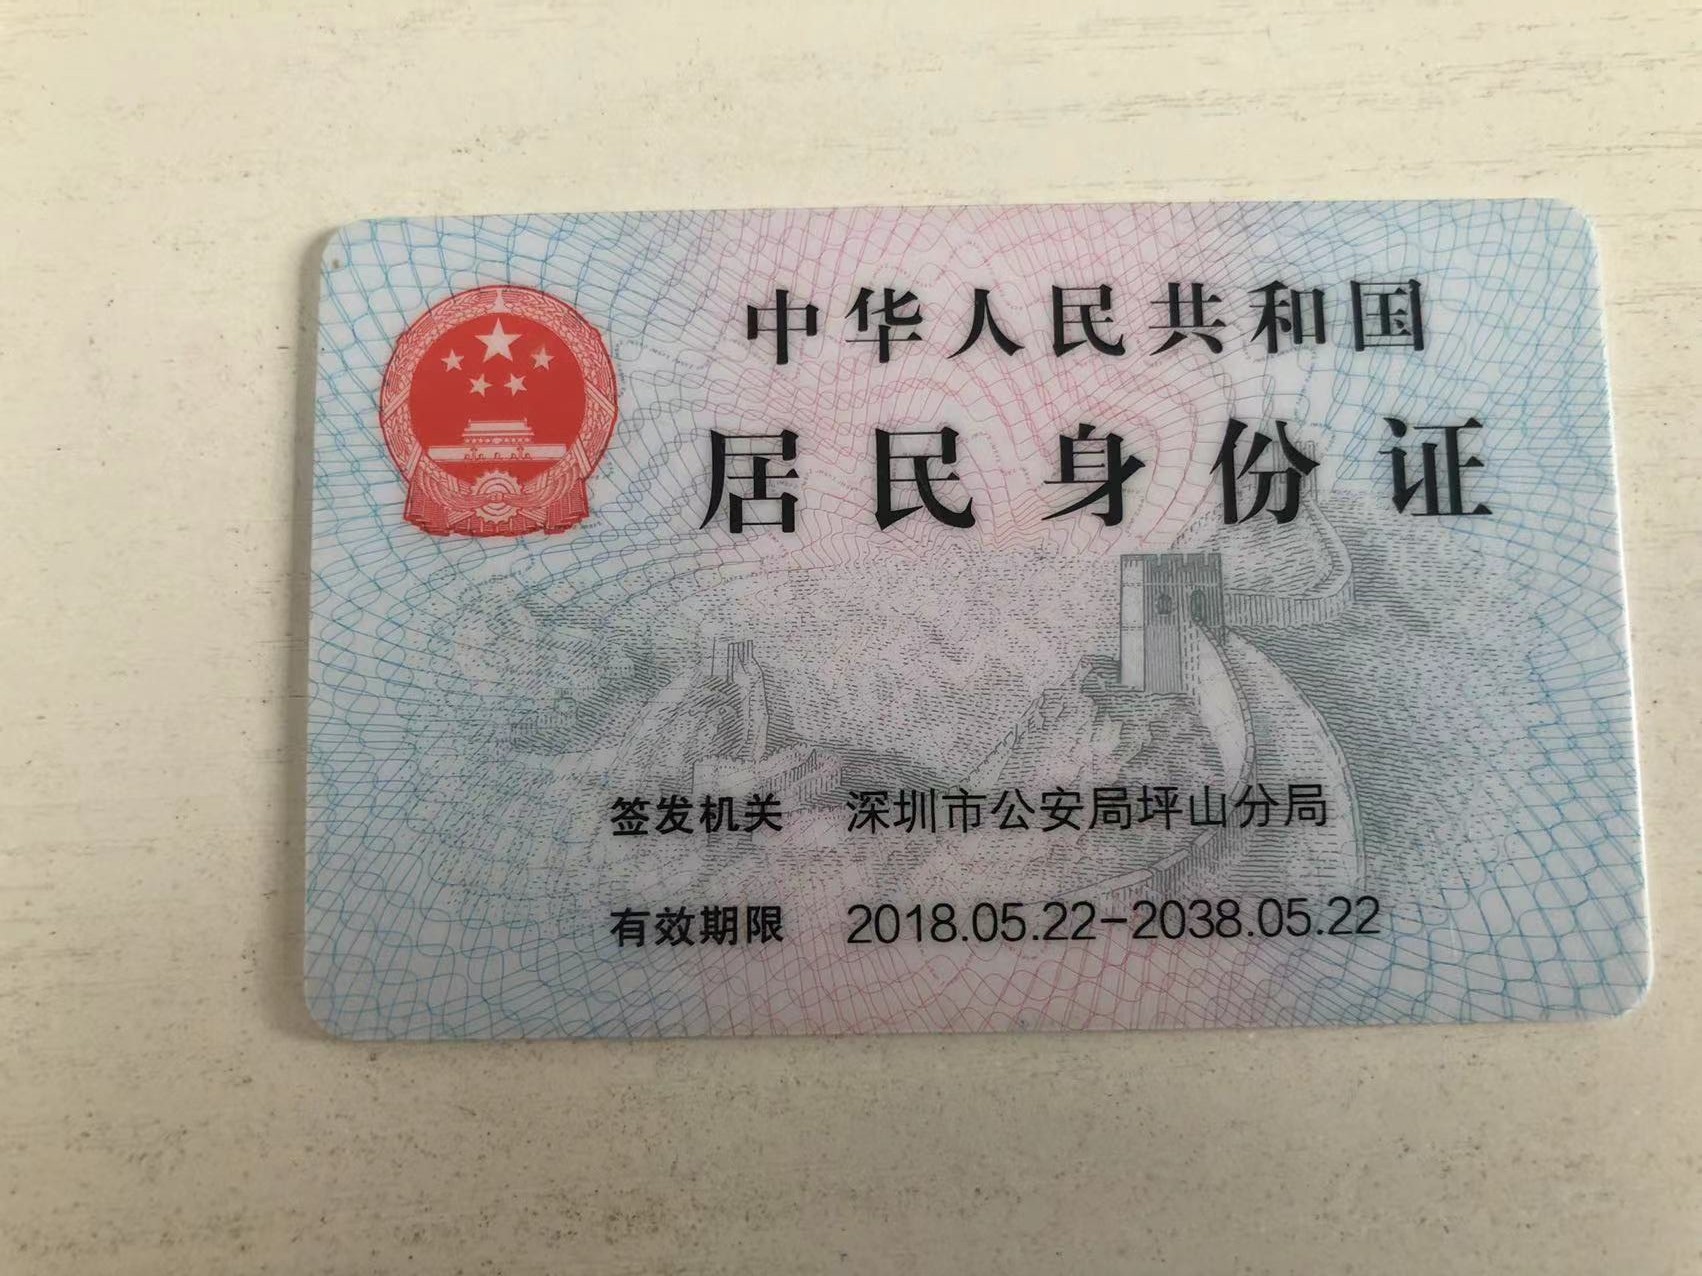 中华人民共和国
居民身份证
签发机关 深圳市公安局坪山分局
有效期限 2018.05.22-2038.05.22